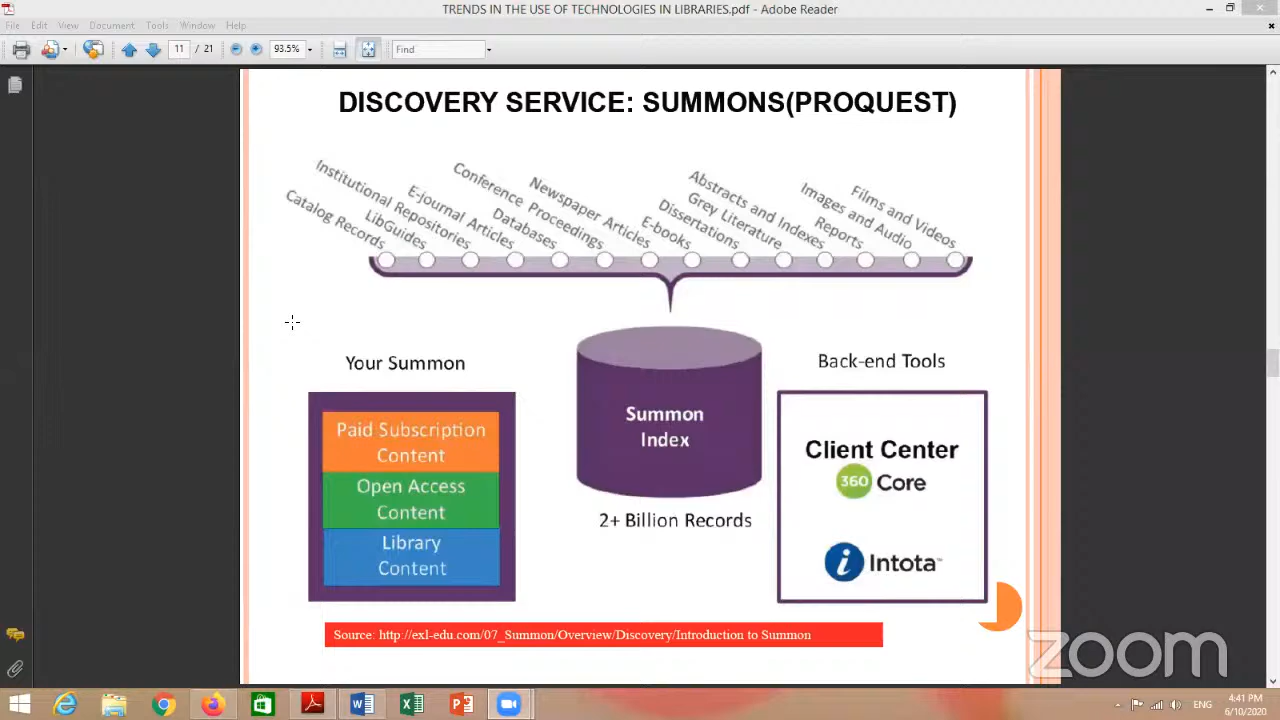 TRENDS IN THE USE OF TECHNOLOGIES IN LIBRARIES.pdf - Adobe Reader
File Edit View Document Tools Window Help
11 / 21 93.5% Find
DISCOVERY SERVICE: SUMMONS(PROQUEST)
Catalog Records
LibGuides
Institutional Repositories
E-journal Articles
Databases
Conference Proceedings
Newspaper Articles
E-books
Dissertations
Grey Literature
Abstracts and Indexes
Reports
Images and Audio
Films and Videos
Your Summon
Paid Subscription
Content
Open Access
Content
Library
Content
Summon
Index
2+ Billion Records
Back-end Tools
Client Center
360 Core
i Intota™
Source: http://exl-edu.com/07_Summon/Overview/Discovery/Introduction to Summon
zoom
ENG
4:41 PM
6/10/2020